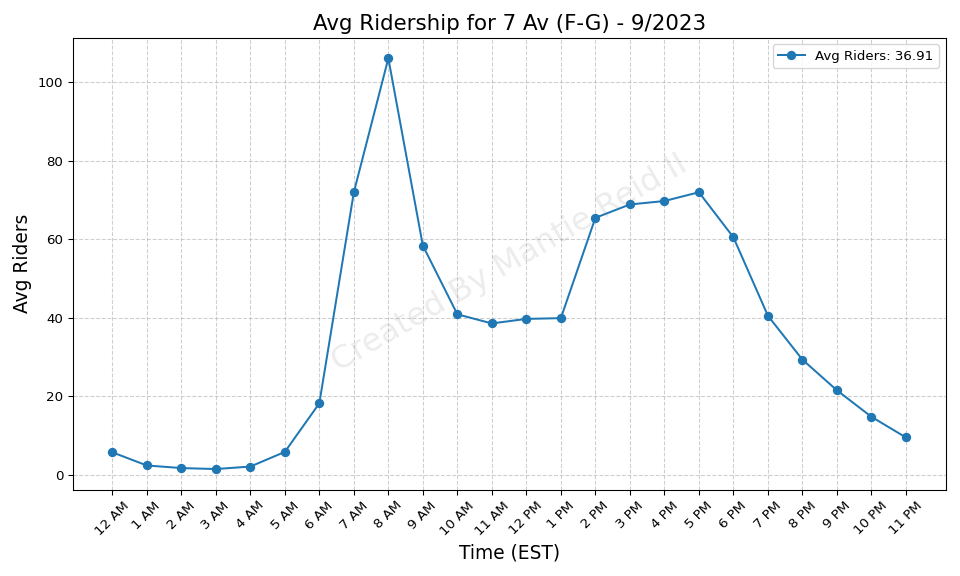 Avg Ridership for 7 Av (F-G) - 9/2023
Avg Riders: 36.91
Avg Riders
100
80
60
40
20
0
Created By Mantie Reid II
12 AM
1 AM
2 AM
3 AM
4 AM
5 AM
6 AM
7 AM
8 AM
9 AM
10 AM
11 AM
12 PM
1 PM
2 PM
3 PM
4 PM
5 PM
6 PM
7 PM
8 PM
9 PM
10 PM
11 PM
Time (EST)